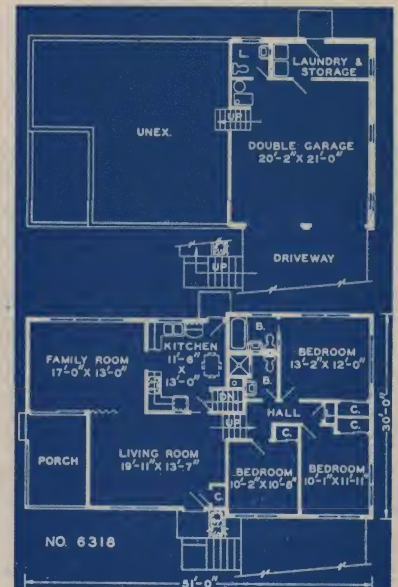 L.
LAUNDRY &
STORAGE
UP
UNEX.
DOUBLE GARAGE
20'-2" X 21'-0"
DRIVEWAY
UP
FAMILY ROOM
17'-0" X 13'-0"
KITCHEN
11'-6"
X
13'-0"
B.
B.
BEDROOM
13'-2" X 12'-0"
DN.
UP
HALL
C.
C.
C.
30'-0"
PORCH
LIVING ROOM
19'-11" X 13'-7"
C.
BEDROOM
10'-2" X 10'-8"
BEDROOM
10'-1" X 11'-11"
NO. 6318
51'-0"